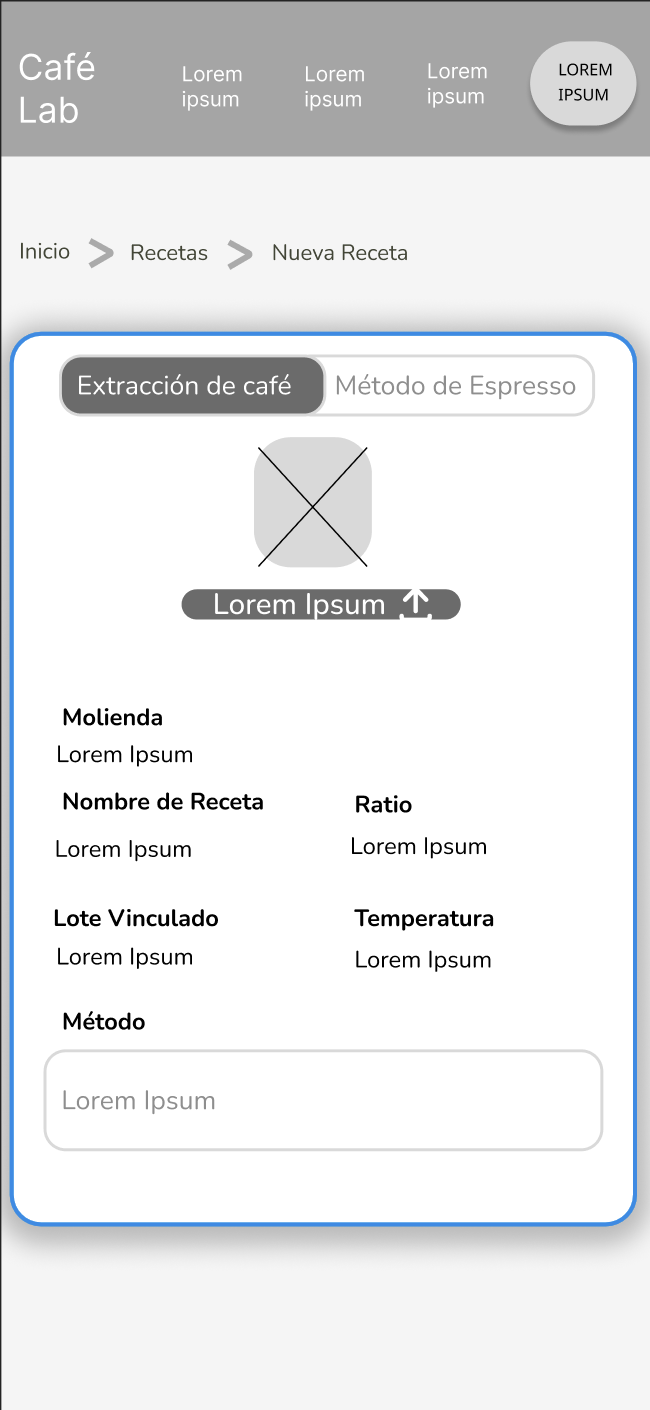 Café
Lab
Lorem
ipsum
Lorem
ipsum
Lorem
ipsum
LOREM
IPSUM
Inicio > Recetas > Nueva Receta
Extracción de café
Método de Espresso
Lorem Ipsum
Molienda
Lorem Ipsum
Nombre de Receta
Lorem Ipsum
Ratio
Lorem Ipsum
Lote Vinculado
Lorem Ipsum
Temperatura
Lorem Ipsum
Método
Lorem Ipsum